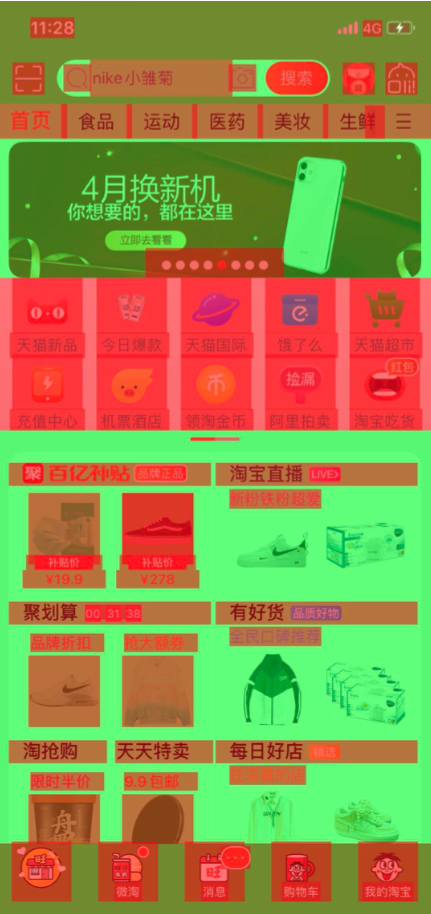 11:28 4G
nike小雏菊 搜索
首页 食品 运动 医药 美妆 生鲜
4月换新机
你想要的，都在这里
立即去看看
天猫新品 今日爆款 天猫国际 饿了么 天猫超市
捡漏 红包
充值中心 机票酒店 领淘金币 阿里拍卖 淘宝吃货
聚 百亿补贴 品牌正品 淘宝直播 LIVE
新粉铁粉超爱
补贴价 补贴价
¥19.9 ¥278
聚划算 00 31 38 有好货 品质好物
品牌折扣 抢大额券 全民口碑推荐
淘抢购 天天特卖 每日好店 精选
限时半价 9.9包邮
旺 微淘 消息 购物车 我的淘宝